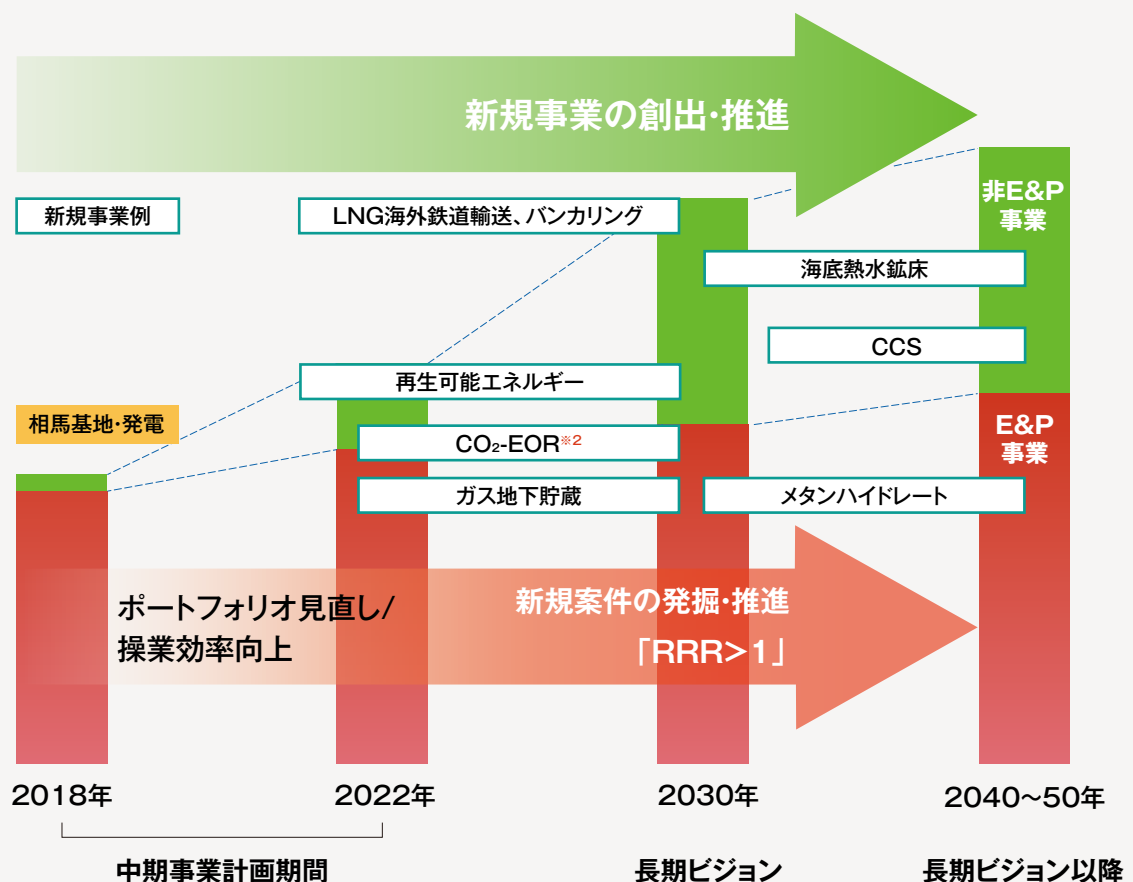 新規事業の創出・推進
新規事業例
LNG海外鉄道輸送、バンカリング
非E&P
事業
海底熱水鉱床
CCS
再生可能エネルギー
相馬基地・発電
CO₂-EOR※2
E&P
事業
ガス地下貯蔵
メタンハイドレート
ポートフォリオ見直し/
操業効率向上
新規案件の発掘・推進
「RRR>1」
2018年
2022年
2030年
2040〜50年
中期事業計画期間
長期ビジョン
長期ビジョン以降